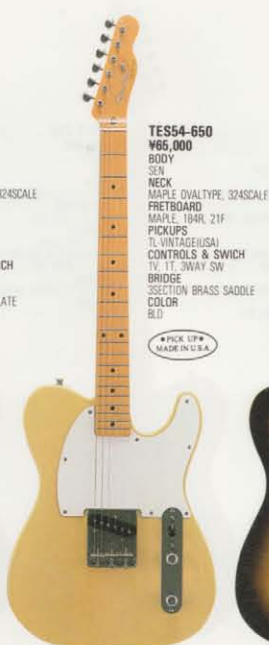 324SCALE
CH
ATE
TES54-650
¥65,000
BODY
SEN
NECK
MAPLE OVALTYPE, 324SCALE
FRETBOARD
MAPLE, 184R, 21F
PICKUPS
TL-VINTAGE(USA)
CONTROLS & SWICH
1V, 1T, 3WAY SW
BRIDGE
3SECTION BRASS SADDLE
COLOR
BLD
●PICK UP●
MADE IN U.S.A.